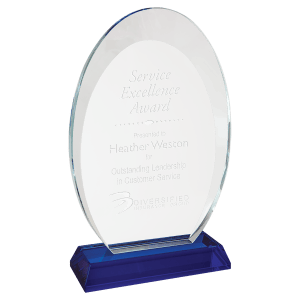 Service
Excellence
Award
Presented to
Heather Weston
for
Outstanding Leadership
in Customer Service